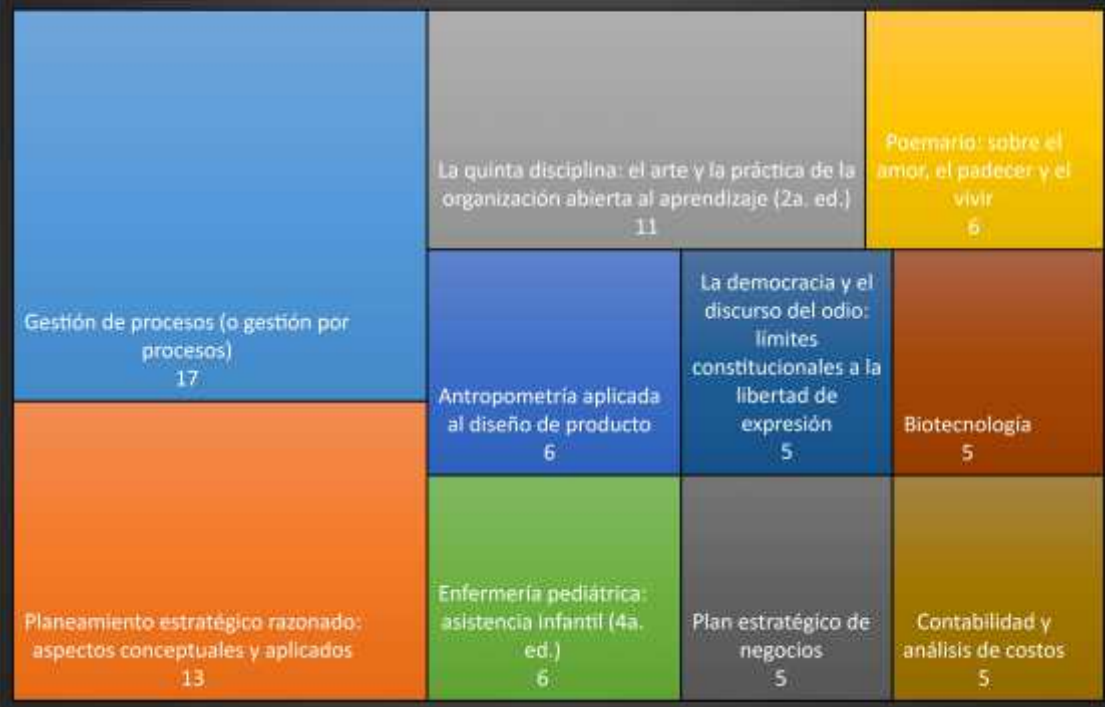 Gestión de procesos (o gestión por
procesos)
17
Planeamiento estratégico razonado:
aspectos conceptuales y aplicados
13
La quinta disciplina: el arte y la práctica de la
organización abierta al aprendizaje (2a. ed.)
11
Poemario: sobre el
amor, el padecer y el
vivir
6
Antropometría aplicada
al diseño de producto
6
La democracia y el
discurso del odio:
límites
constitucionales a la
libertad de
expresión
5
Biotecnología
5
Enfermería pediátrica:
asistencia infantil (4a.
ed.)
6
Plan estratégico de
negocios
5
Contabilidad y
análisis de costos
5